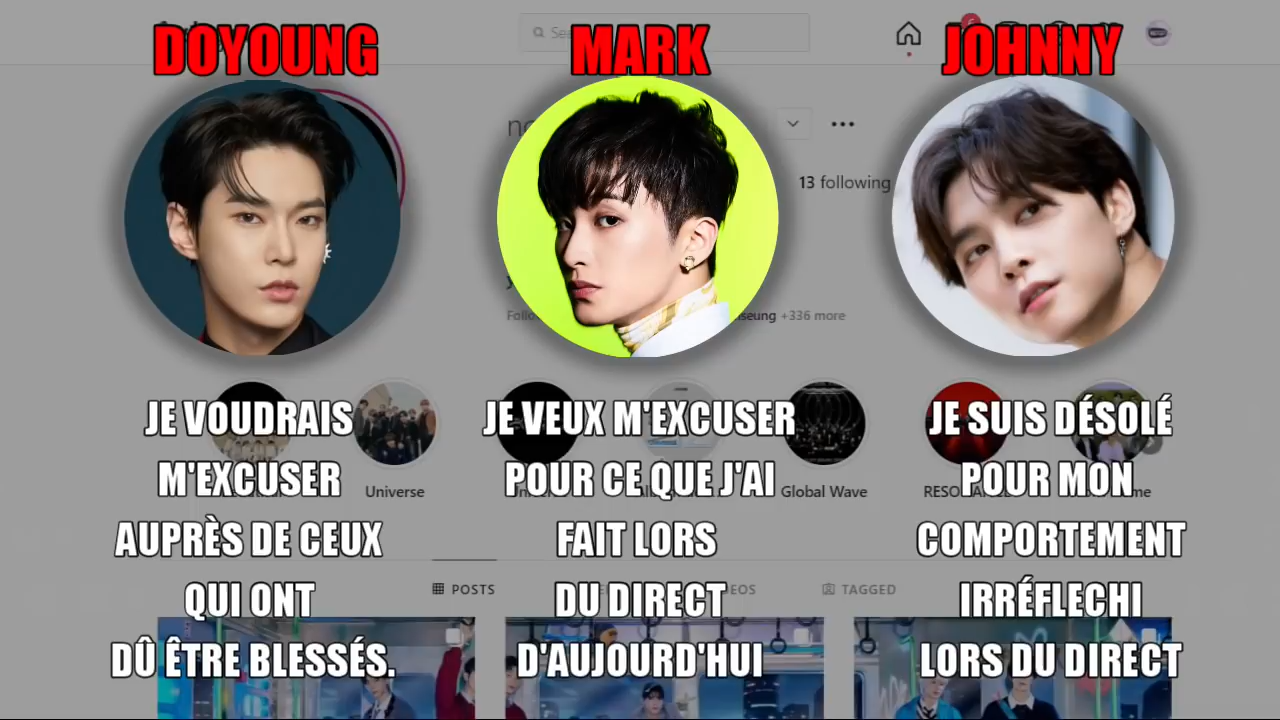 DOYOUNG
MARK
JOHNNY
13 following
+336 more
JE VOUDRAIS
M'EXCUSER
AUPRÈS DE CEUX
QUI ONT
DÛ ÊTRE BLESSÉS.
JE VEUX M'EXCUSER
POUR CE QUE J'AI
FAIT LORS
DU DIRECT
D'AUJOURD'HUI
JE SUIS DÉSOLÉ
POUR MON
COMPORTEMENT
IRRÉFLECHI
LORS DU DIRECT
Universe
Global Wave
POSTS
TAGGED